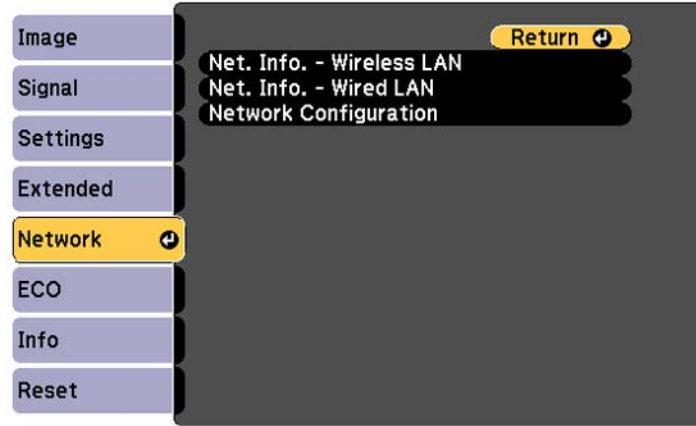 Image
Signal
Settings
Extended
Network
ECO
Info
Reset
Return
Net. Info. - Wireless LAN
Net. Info. - Wired LAN
Network Configuration